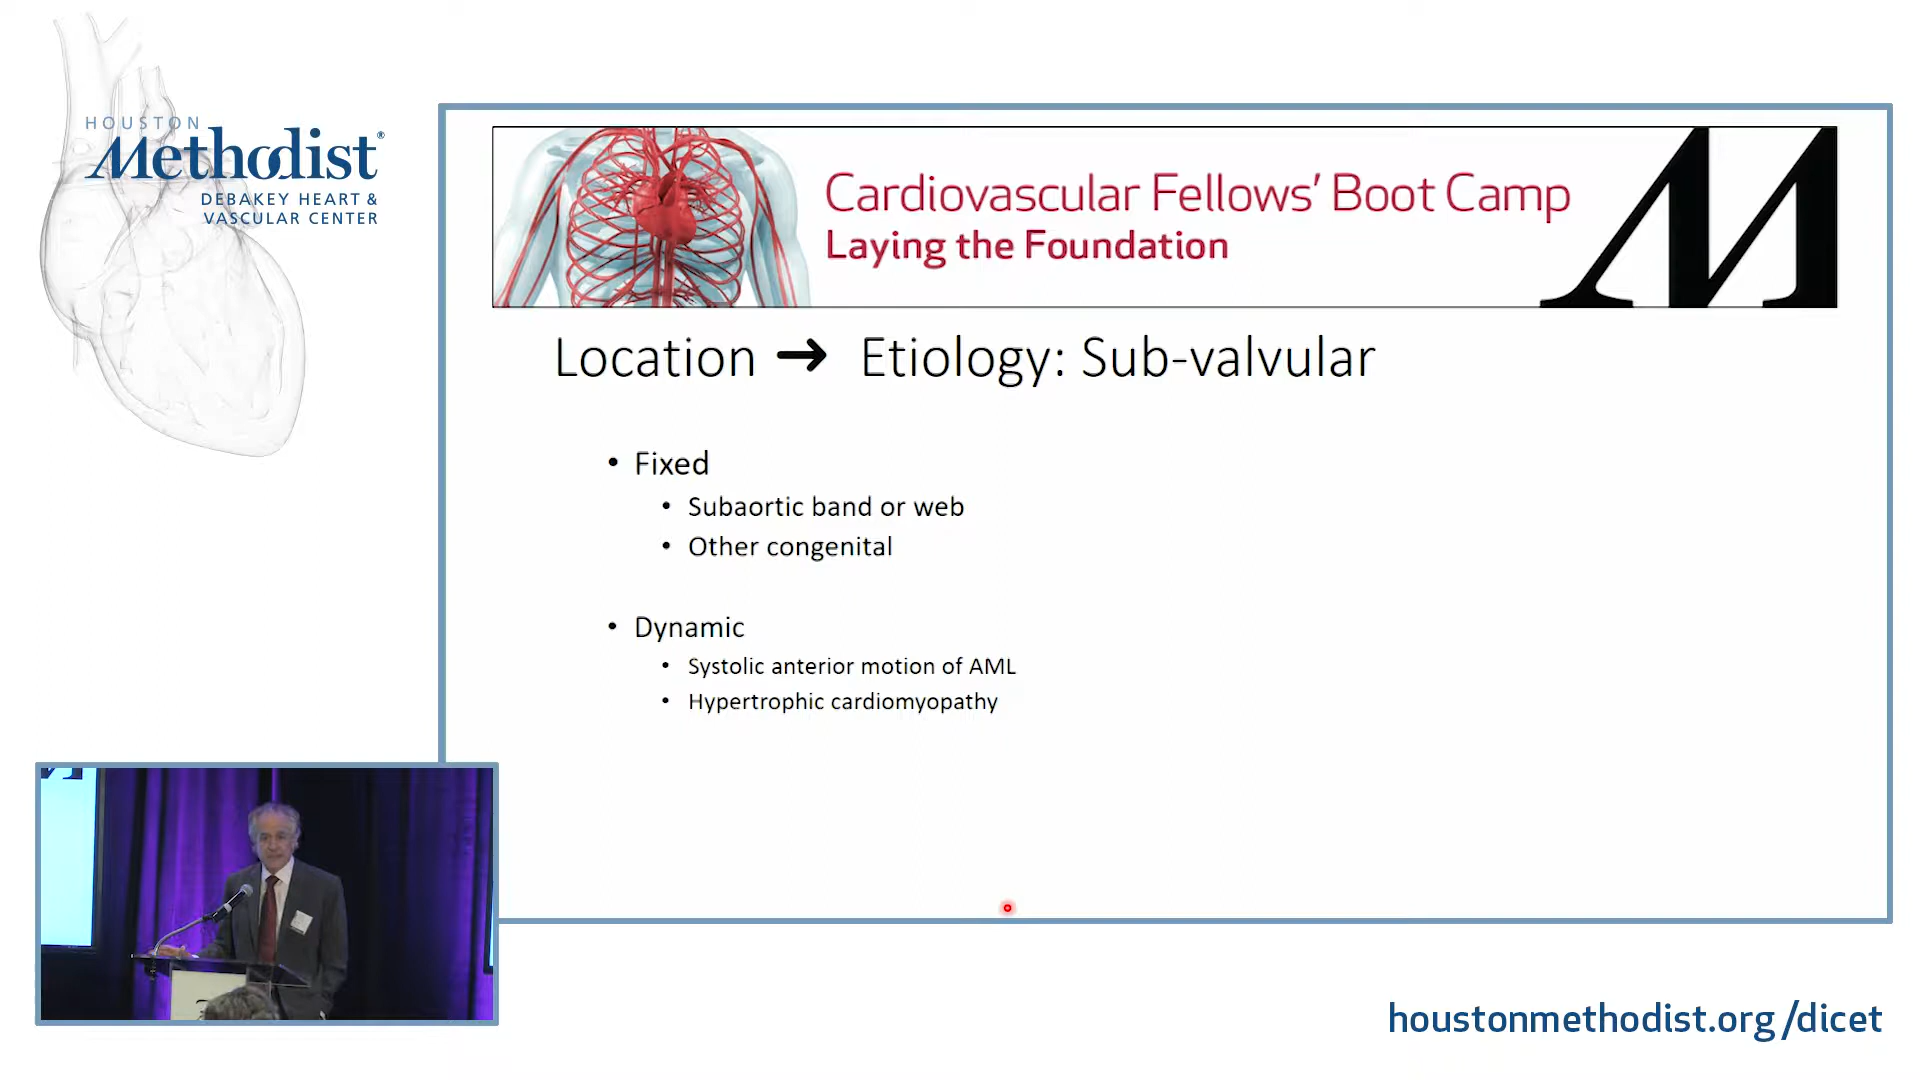 HOUSTON
Methodist®
DEBAKEY HEART &
VASCULAR CENTER
Cardiovascular Fellows’ Boot Camp
Laying the Foundation
M
Location ➔ Etiology: Sub-valvular
• Fixed
• Subaortic band or web
• Other congenital
• Dynamic
• Systolic anterior motion of AML
• Hypertrophic cardiomyopathy
houstonmethodist.org/dicet